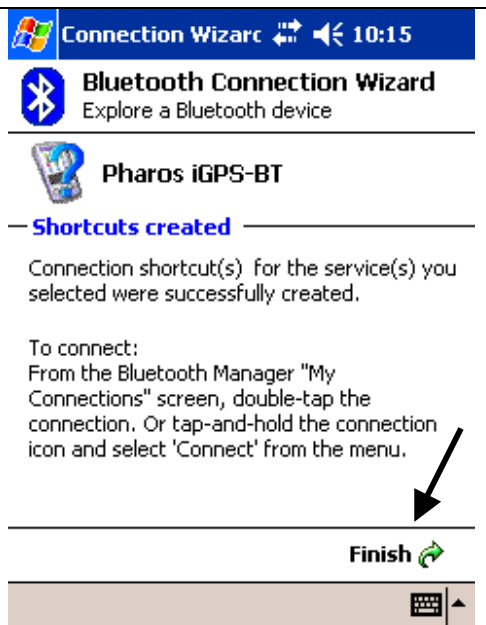 Connection Wizarc 10:15
Bluetooth Connection Wizard
Explore a Bluetooth device
Pharos iGPS-BT
Shortcuts created
Connection shortcut(s) for the service(s) you
selected were successfully created.
To connect:
From the Bluetooth Manager "My
Connections" screen, double-tap the
connection. Or tap-and-hold the connection
icon and select 'Connect' from the menu.
Finish